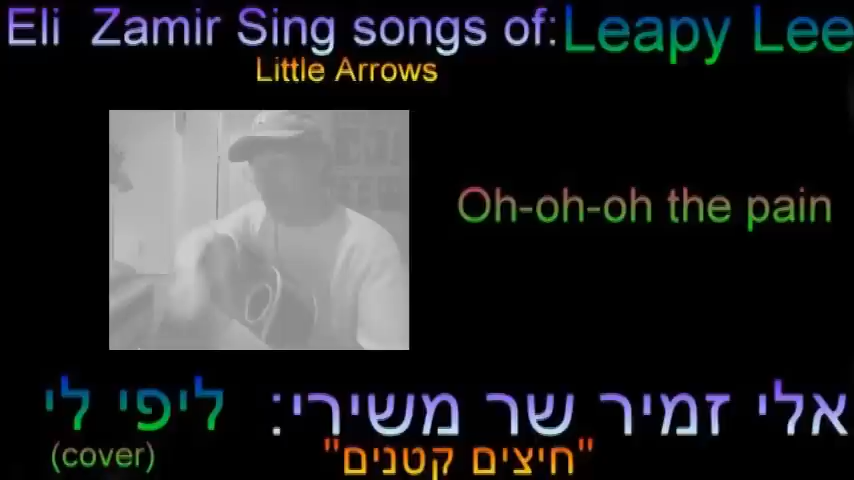 Eli Zamir Sing songs of: Leapy Lee
Little Arrows
Oh-oh-oh the pain
אלי זמיר שר משירי: ליפי לי
"חיצים קטנים"
(cover)